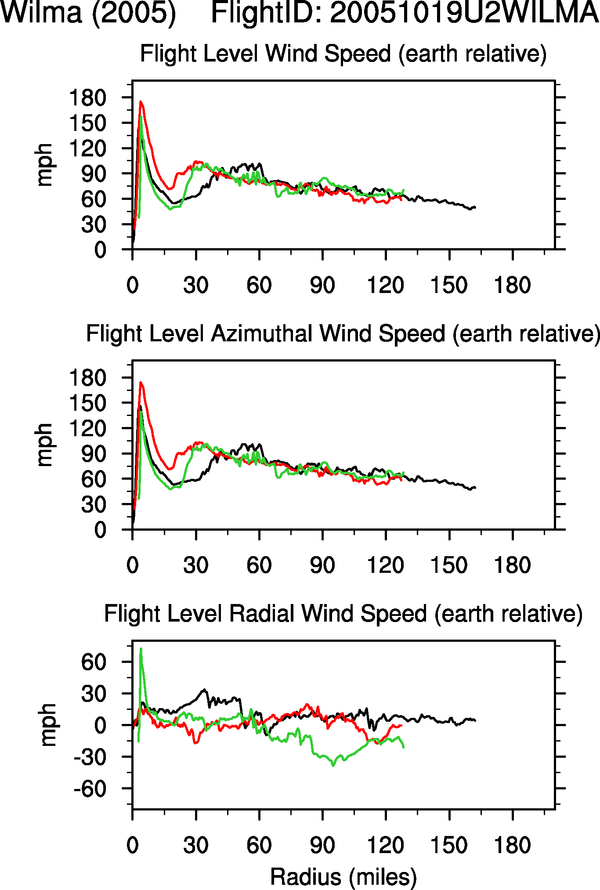 Wilma (2005) FlightID: 20051019U2WILMA
Flight Level Wind Speed (earth relative)
180
150
120
90
60
30
0
mph
0 30 60 90 120 150 180
Flight Level Azimuthal Wind Speed (earth relative)
180
150
120
90
60
30
0
mph
0 30 60 90 120 150 180
Flight Level Radial Wind Speed (earth relative)
60
30
0
-30
-60
mph
0 30 60 90 120 150 180
Radius (miles)